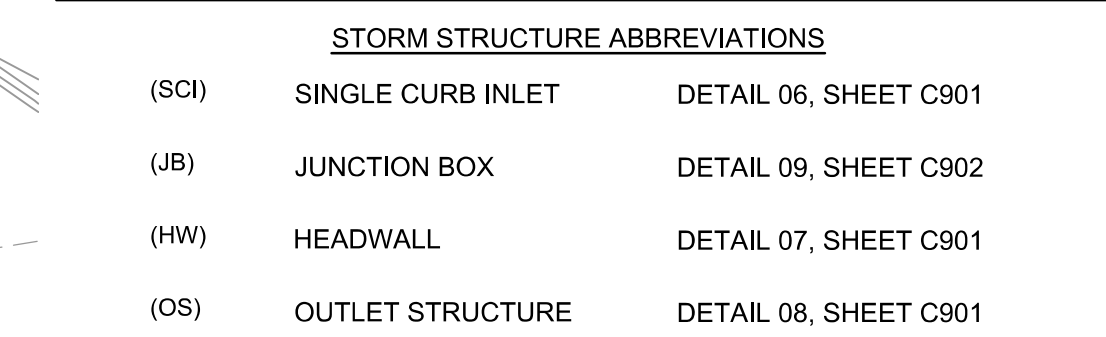 STORM STRUCTURE ABBREVIATIONS
(SCI) SINGLE CURB INLET DETAIL 06, SHEET C901
(JB) JUNCTION BOX DETAIL 09, SHEET C902
(HW) HEADWALL DETAIL 07, SHEET C901
(OS) OUTLET STRUCTURE DETAIL 08, SHEET C901